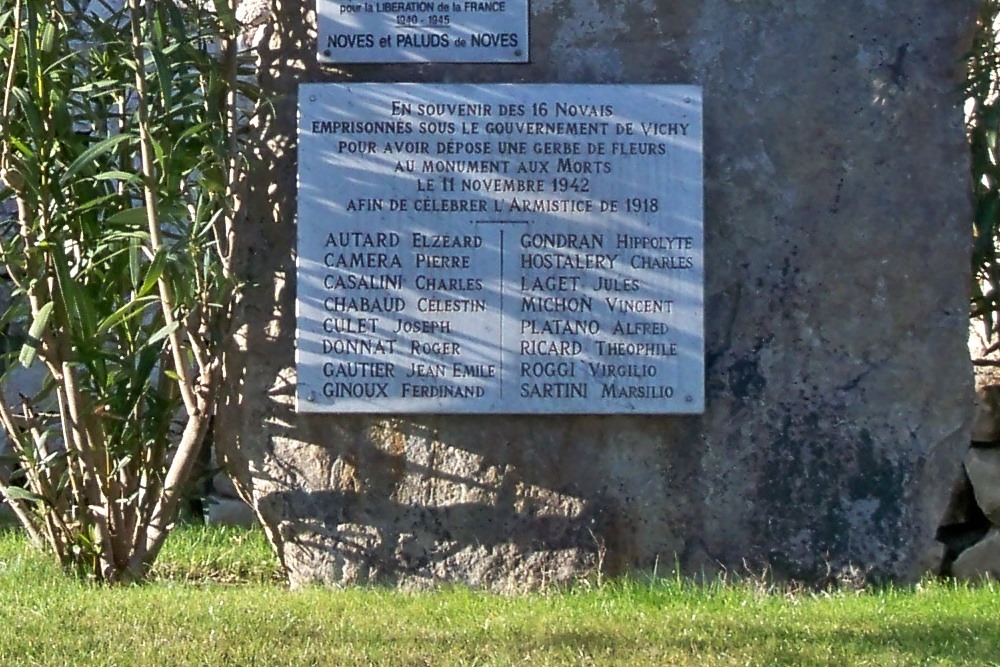 pour la LIBERATION de la FRANCE
1940 - 1945
NOVES et PALUDS de NOVES
EN SOUVENIR DES 16 NOVAIS
EMPRISONNÉS SOUS LE GOUVERNEMENT DE VICHY
POUR AVOIR DÉPOSÉ UNE GERBE DE FLEURS
AU MONUMENT AUX MORTS
LE 11 NOVEMBRE 1942
AFIN DE CÉLÉBRER L'ARMISTICE DE 1918
AUTARD ELZÉARD
CAMERA PIERRE
CASALINI CHARLES
CHABAUD CÉLESTIN
CULET JOSEPH
DONNAT ROGER
GAUTIER JEAN EMILE
GINOUX FERDINAND
GONDRAN HIPPOLYTE
HOSTALERY CHARLES
LAGET JULES
MICHON VINCENT
PLATANO ALFRED
RICARD THÉOPHILE
ROGGI VIRGILIO
SARTINI MARSILIO